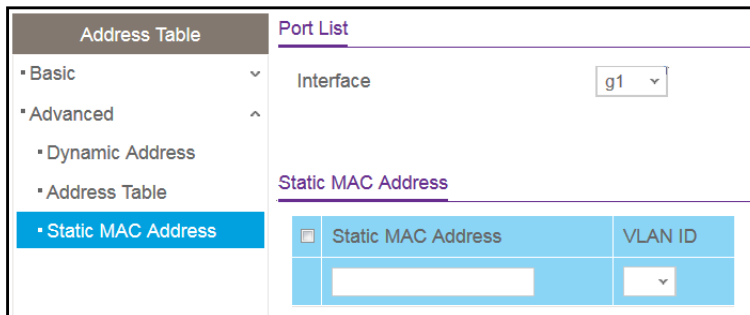 Address Table
Basic
Advanced
Dynamic Address
Address Table
Static MAC Address
Port List
Interface g1
Static MAC Address
Static MAC Address VLAN ID